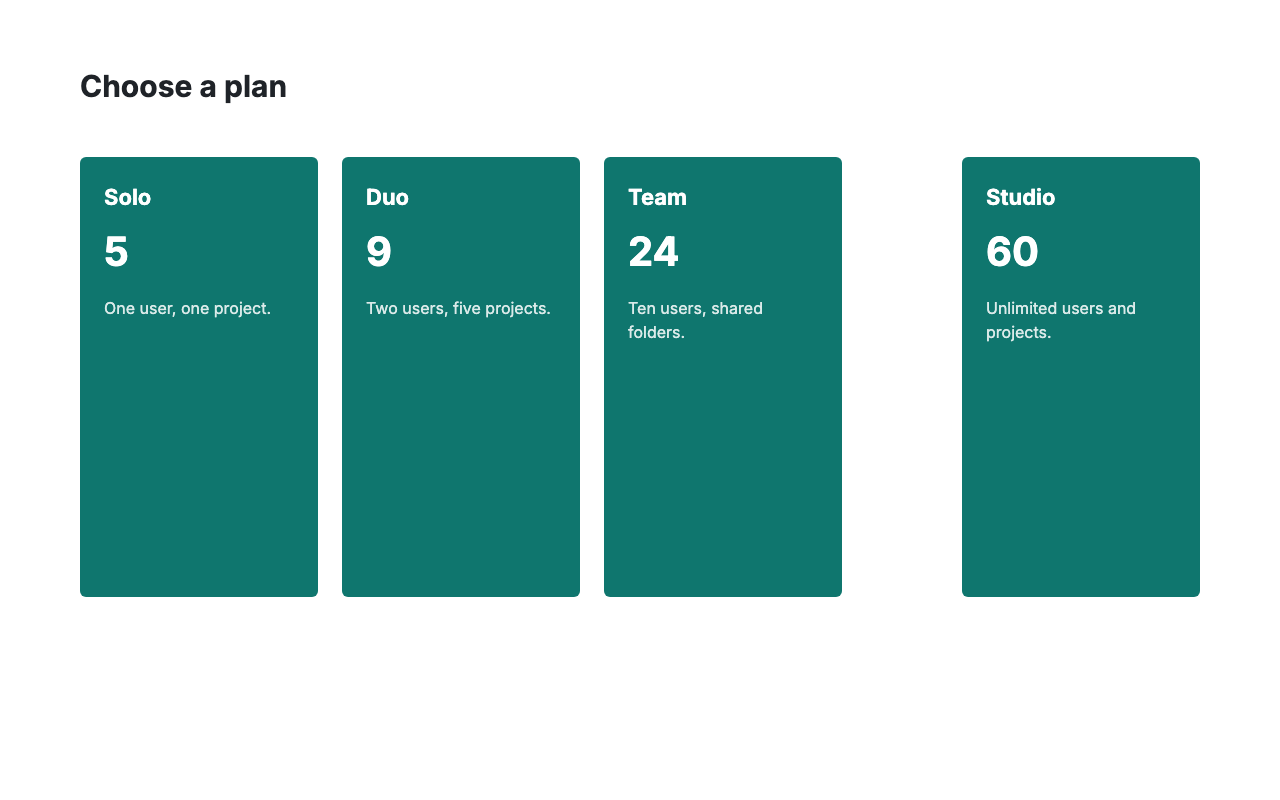 Choose a plan
Solo
5
One user, one project.
Duo
9
Two users, five projects.
Team
24
Ten users, shared
folders.
Studio
60
Unlimited users and
projects.